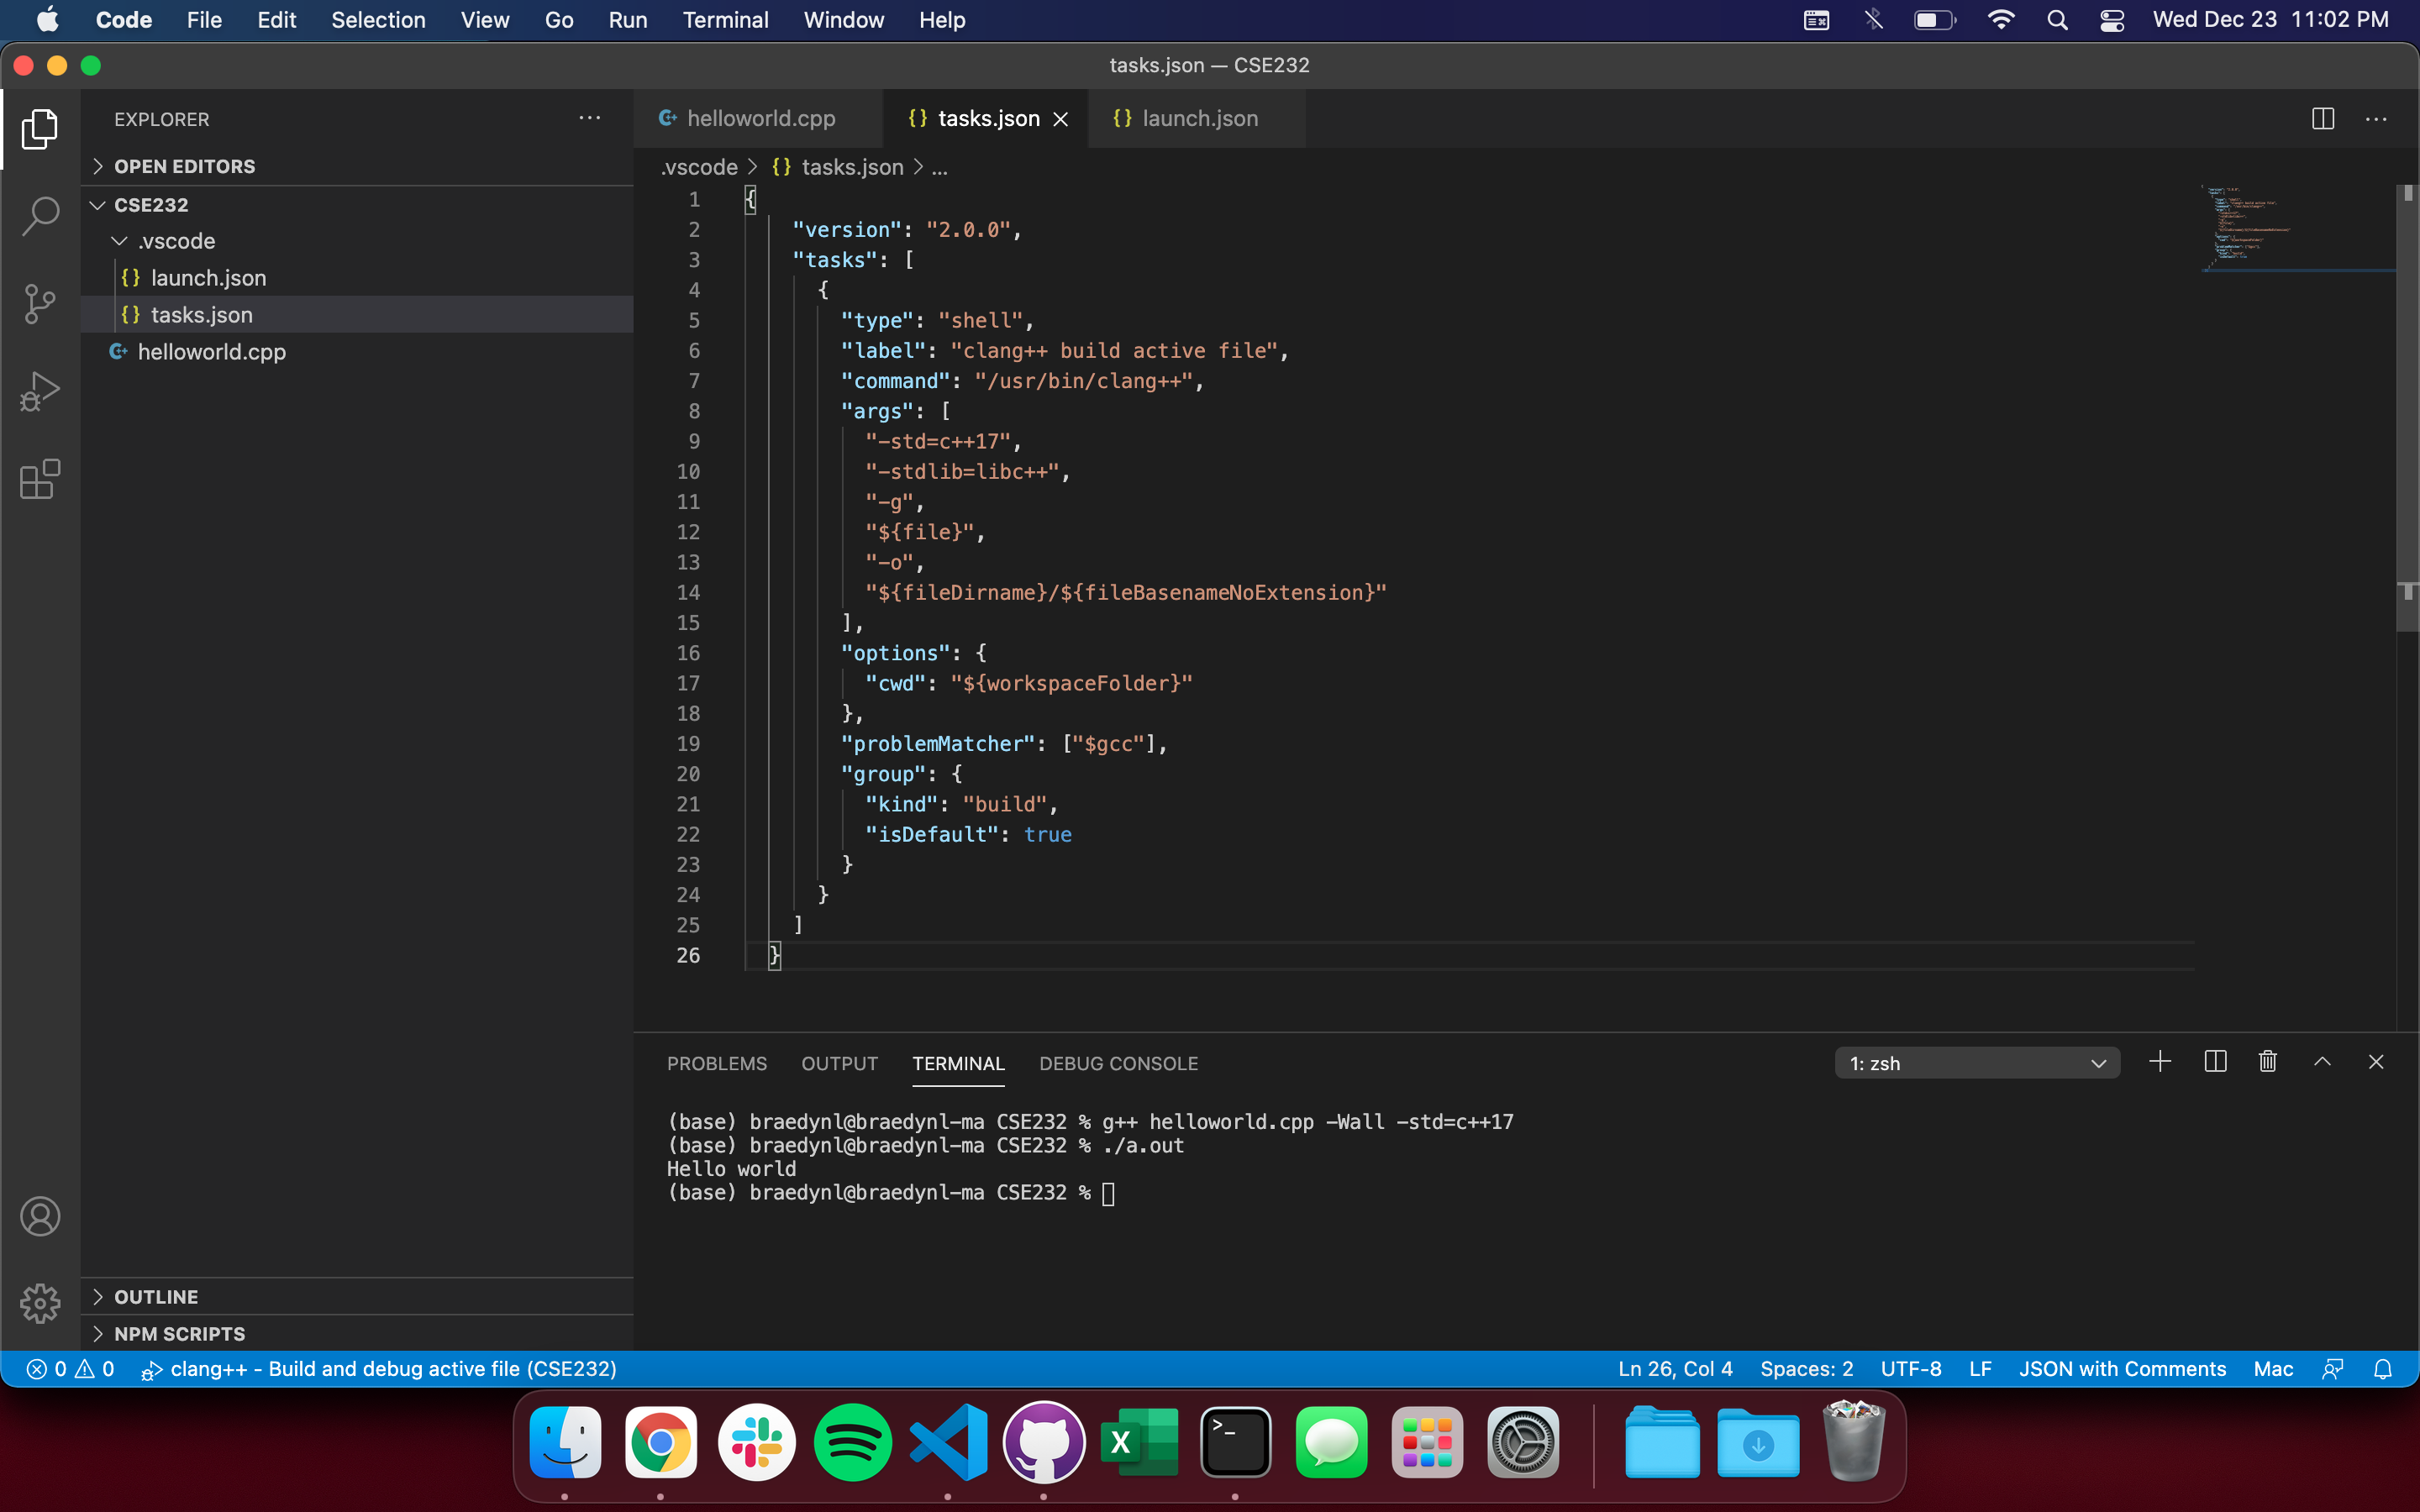 Code File Edit Selection View Go Run Terminal Window Help Wed Dec 23 11:02 PM
tasks.json — CSE232
EXPLORER
OPEN EDITORS
CSE232
.vscode
launch.json
tasks.json
helloworld.cpp
OUTLINE
NPM SCRIPTS
helloworld.cpp {} tasks.json {} launch.json
.vscode > {} tasks.json > ...
1 {
2 "version": "2.0.0",
3 "tasks": [
4 {
5 "type": "shell",
6 "label": "clang++ build active file",
7 "command": "/usr/bin/clang++",
8 "args": [
9 "-std=c++17",
10 "-stdlib=libc++",
11 "-g",
12 "${file}",
13 "-o",
14 "${fileDirname}/${fileBasenameNoExtension}"
15 ],
16 "options": {
17 "cwd": "${workspaceFolder}"
18 },
19 "problemMatcher": ["$gcc"],
20 "group": {
21 "kind": "build",
22 "isDefault": true
23 }
24 }
25 ]
26 }
PROBLEMS OUTPUT TERMINAL DEBUG CONSOLE 1: zsh
(base) braedynl@braedynl-ma CSE232 % g++ helloworld.cpp -Wall -std=c++17
(base) braedynl@braedynl-ma CSE232 % ./a.out
Hello world
(base) braedynl@braedynl-ma CSE232 %
0 0 clang++ - Build and debug active file (CSE232) Ln 26, Col 4 Spaces: 2 UTF-8 LF JSON with Comments Mac